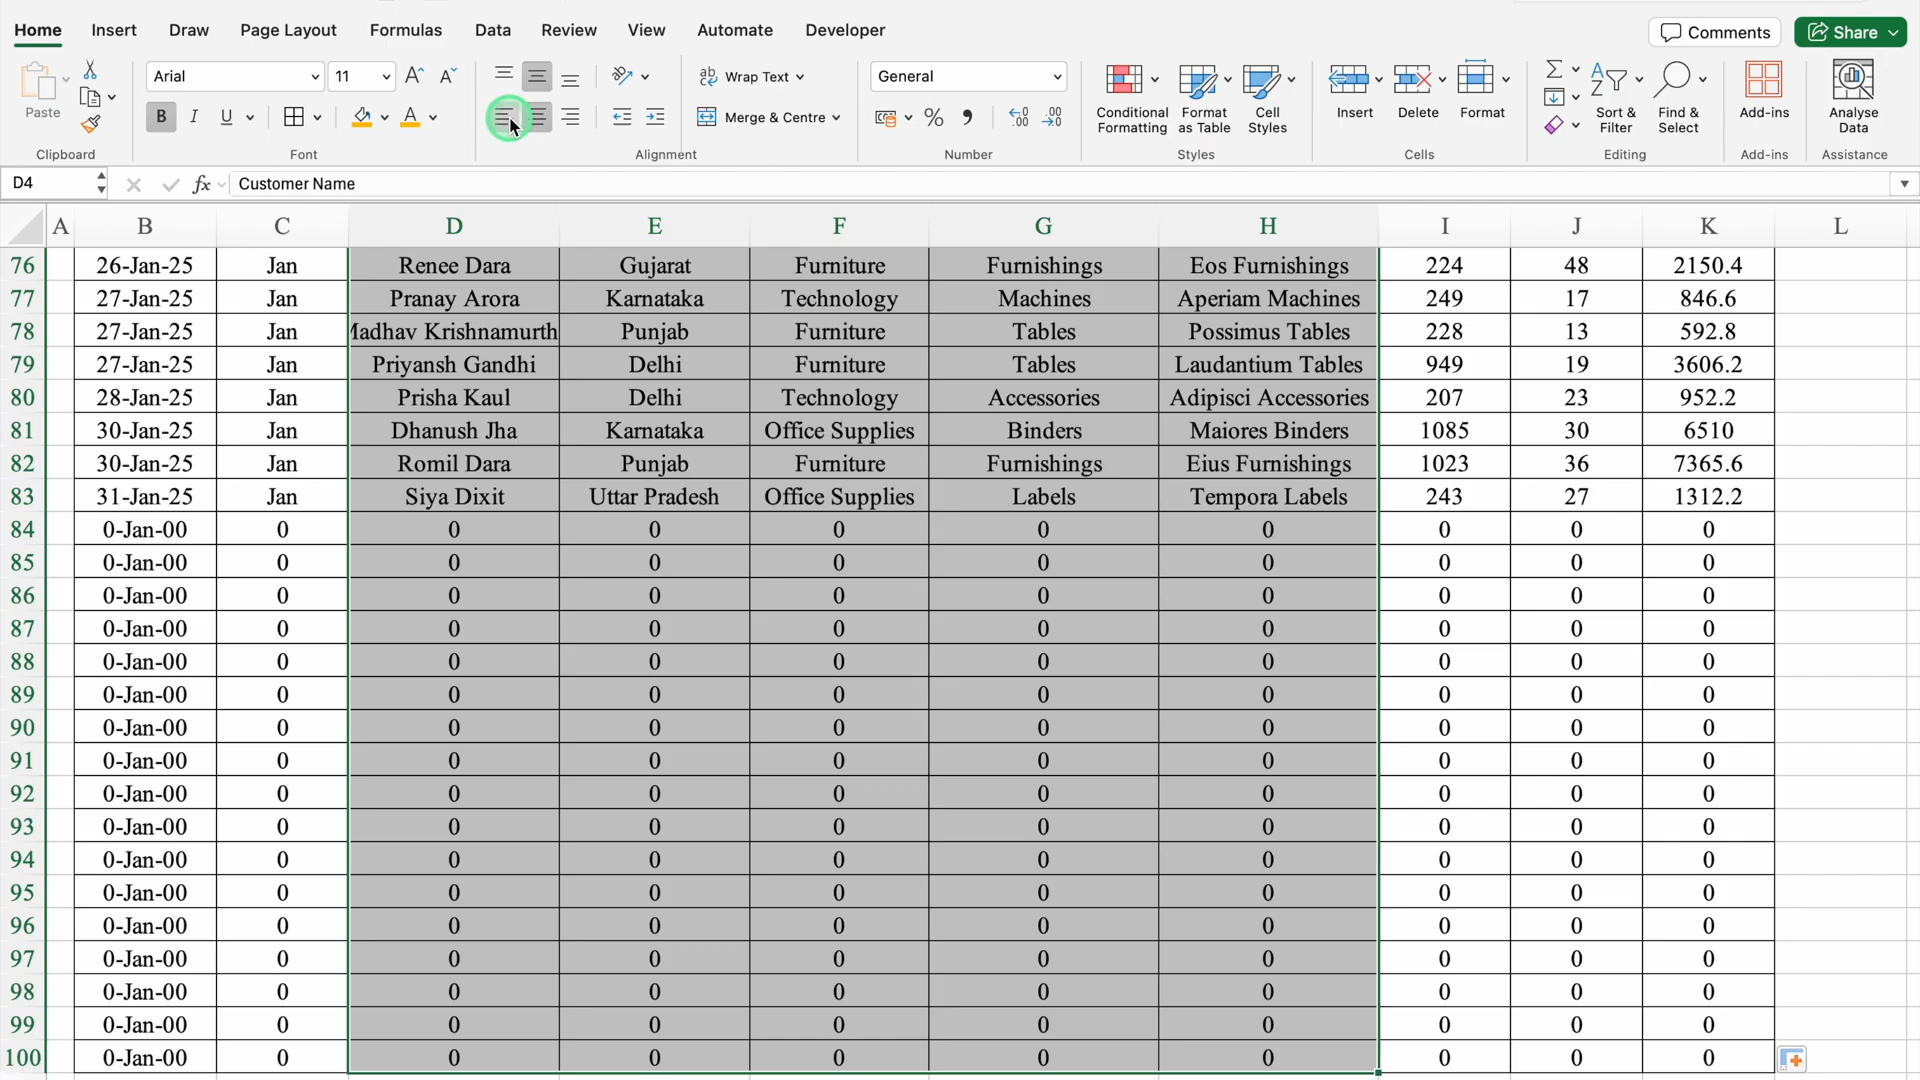 Home Insert Draw Page Layout Formulas Data Review View Automate Developer Comments Share
Paste Arial 11 Wrap Text General Conditional Formatting Format as Table Cell Styles Insert Delete Format Sort & Filter Find & Select Add-ins Analyse Data
B I U A Merge & Centre %
Clipboard Font Alignment Number Styles Cells Editing Add-ins Assistance
D4 fx Customer Name
A B C D E F G H I J K L
76 26-Jan-25 Jan Renee Dara Gujarat Furniture Furnishings Eos Furnishings 224 48 2150.4
77 27-Jan-25 Jan Pranay Arora Karnataka Technology Machines Aperiam Machines 249 17 846.6
78 27-Jan-25 Jan Madhav Krishnamurth Punjab Furniture Tables Possimus Tables 228 13 592.8
79 27-Jan-25 Jan Priyansh Gandhi Delhi Furniture Tables Laudantium Tables 949 19 3606.2
80 28-Jan-25 Jan Prisha Kaul Delhi Technology Accessories Adipisci Accessories 207 23 952.2
81 30-Jan-25 Jan Dhanush Jha Karnataka Office Supplies Binders Maiores Binders 1085 30 6510
82 30-Jan-25 Jan Romil Dara Punjab Furniture Furnishings Eius Furnishings 1023 36 7365.6
83 31-Jan-25 Jan Siya Dixit Uttar Pradesh Office Supplies Labels Tempora Labels 243 27 1312.2
84 0-Jan-00 0 0 0 0 0 0 0 0 0
85 0-Jan-00 0 0 0 0 0 0 0 0 0
86 0-Jan-00 0 0 0 0 0 0 0 0 0
87 0-Jan-00 0 0 0 0 0 0 0 0 0
88 0-Jan-00 0 0 0 0 0 0 0 0 0
89 0-Jan-00 0 0 0 0 0 0 0 0 0
90 0-Jan-00 0 0 0 0 0 0 0 0 0
91 0-Jan-00 0 0 0 0 0 0 0 0 0
92 0-Jan-00 0 0 0 0 0 0 0 0 0
93 0-Jan-00 0 0 0 0 0 0 0 0 0
94 0-Jan-00 0 0 0 0 0 0 0 0 0
95 0-Jan-00 0 0 0 0 0 0 0 0 0
96 0-Jan-00 0 0 0 0 0 0 0 0 0
97 0-Jan-00 0 0 0 0 0 0 0 0 0
98 0-Jan-00 0 0 0 0 0 0 0 0 0
99 0-Jan-00 0 0 0 0 0 0 0 0 0
100 0-Jan-00 0 0 0 0 0 0 0 0 0